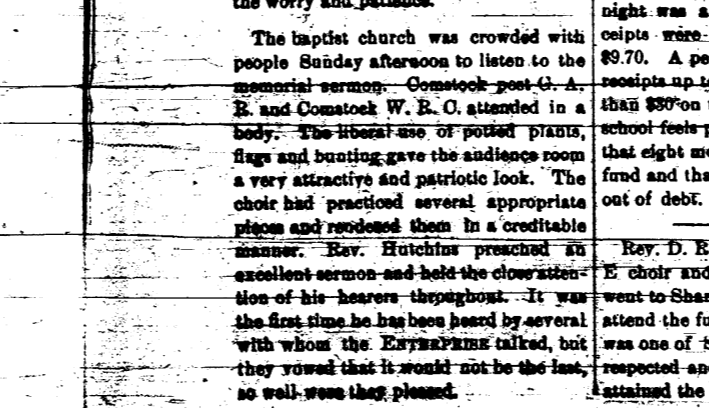 the worry and patience.
The baptist church was crowded with
people Sunday afternoon to listen to the
memorial sermon. Comstock post G. A.
R. and Comstock W. R. C. attended in a
body. The liberal use of potted plants,
flags and bunting gave the audience room
a very attractive and patriotic look. The
choir had practiced several appropriate
pieces and rendered them in a creditable
manner. Rev. Hutchins preached an
excellent sermon and held the close atten-
tion of his hearers throughout. It was
the first time he has been heard by several
with whom the ENTERPRISE talked, but
they vowed that it would not be the last,
so well were they pleased.
night was a
ceipts were
$9.70. A
receipts up
than $30 on
school feels
that eight
fund and
out of debt.
Rev. D. R.
E choir and
went to
attend the
was one of
respected
attained the